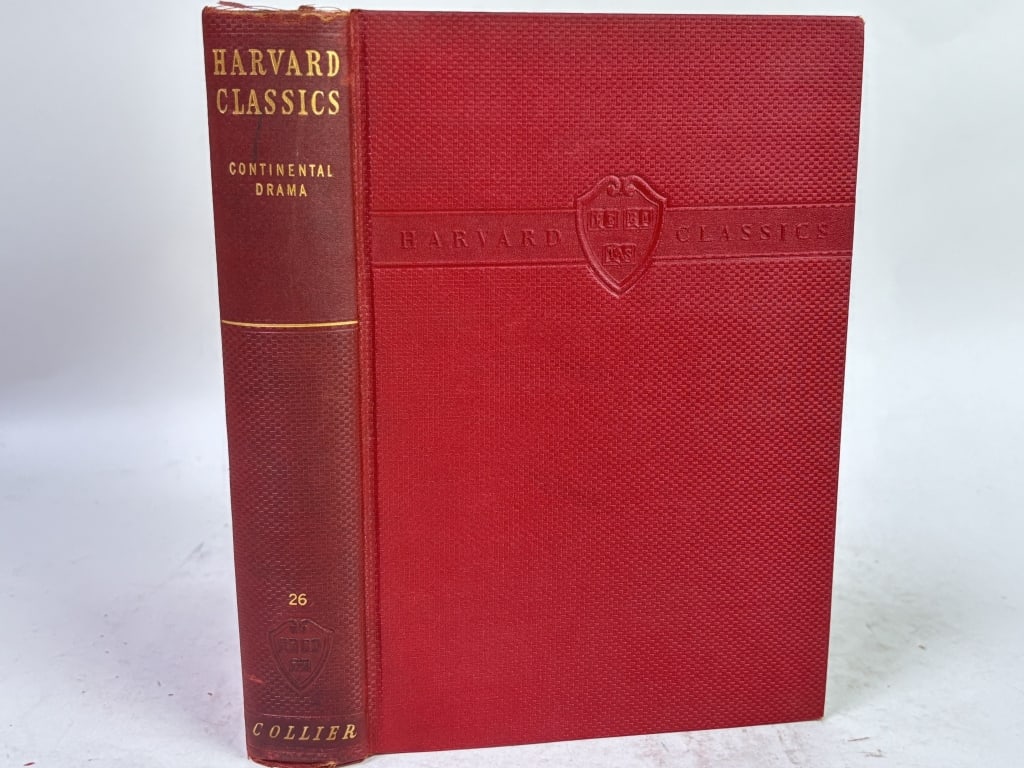 HARVARD
CLASSICS
CONTINENTAL
DRAMA
26
COLLIER
HARVARD CLASSICS